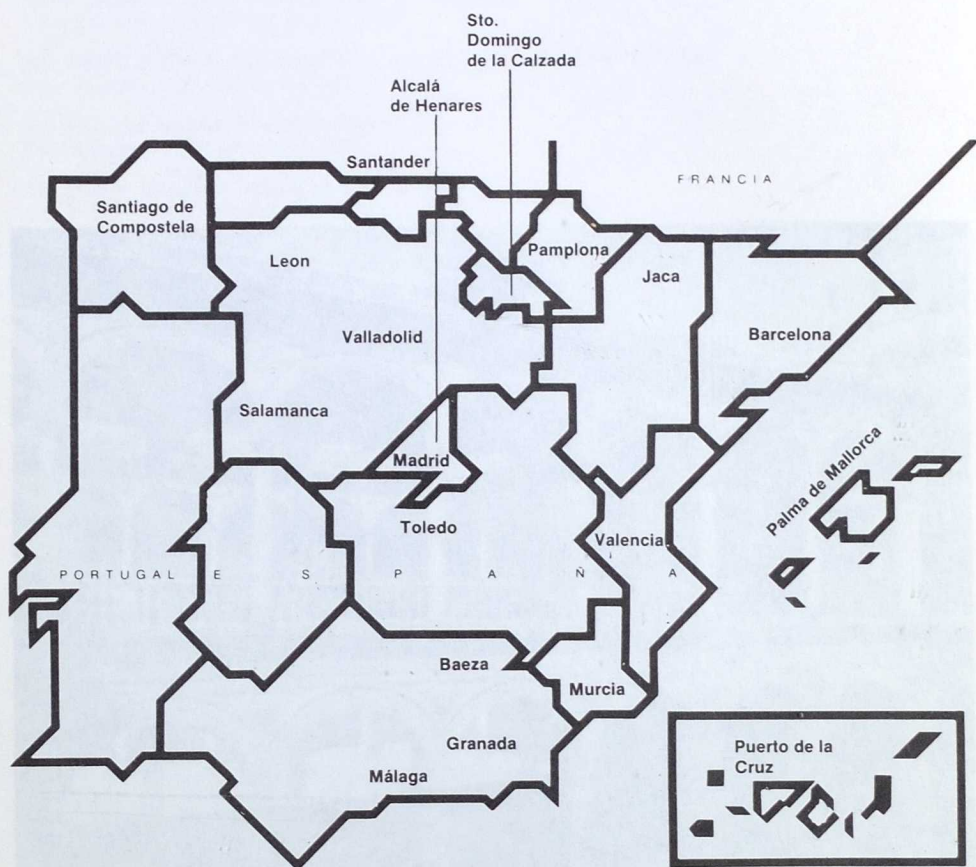 Sto.
Domingo
de la Calzada
Alcalá
de Henares
Santander
FRANCIA
Santiago de
Compostela
Leon
Pamplona
Jaca
Valladolid
Barcelona
Salamanca
Madrid
Palma de Mallorca
Toledo
Valencia
PORTUGAL
ESPAÑA
Baeza
Murcia
Granada
Málaga
Puerto de la
Cruz